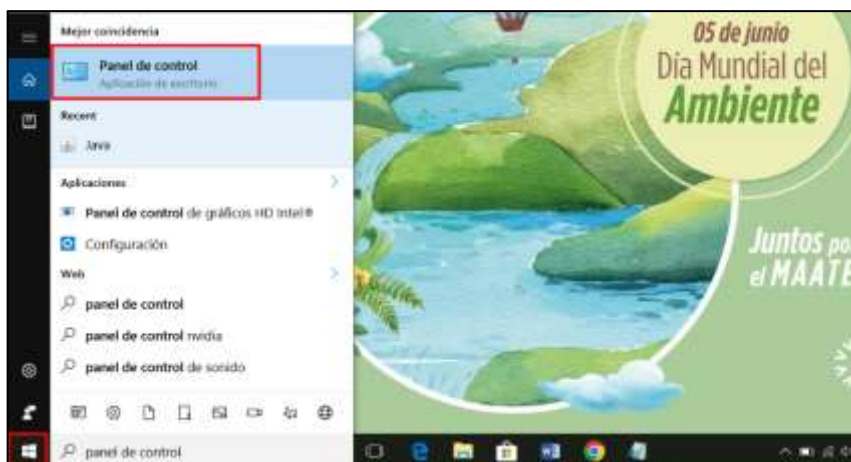 Mejor coincidencia
Panel de control
Aplicación de escritorio
Recent
Java
Aplicaciones
Panel de control de gráficos HD Intel®
Configuración
Web
panel de control
panel de control nvidia
panel de control de sonido
panel de control
05 de junio
Día Mundial del
Ambiente
Juntos po
el MAATE